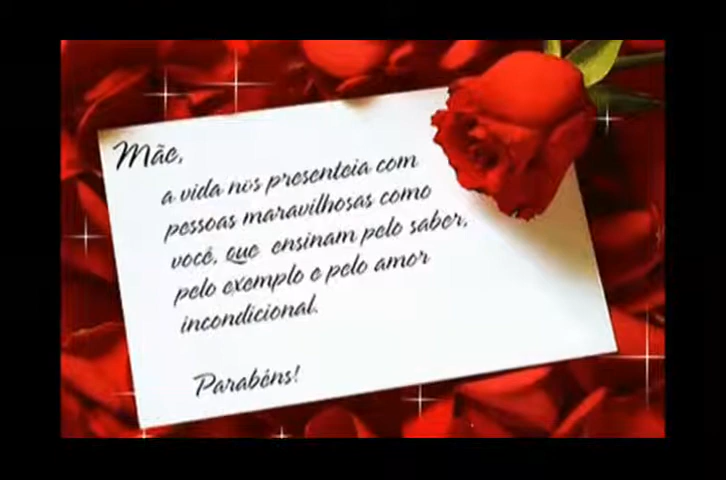 Mãe,
a vida nos presenteia com
pessoas maravilhosas como
você, que ensinam pelo saber,
pelo exemplo e pelo amor
incondicional.
Parabéns!